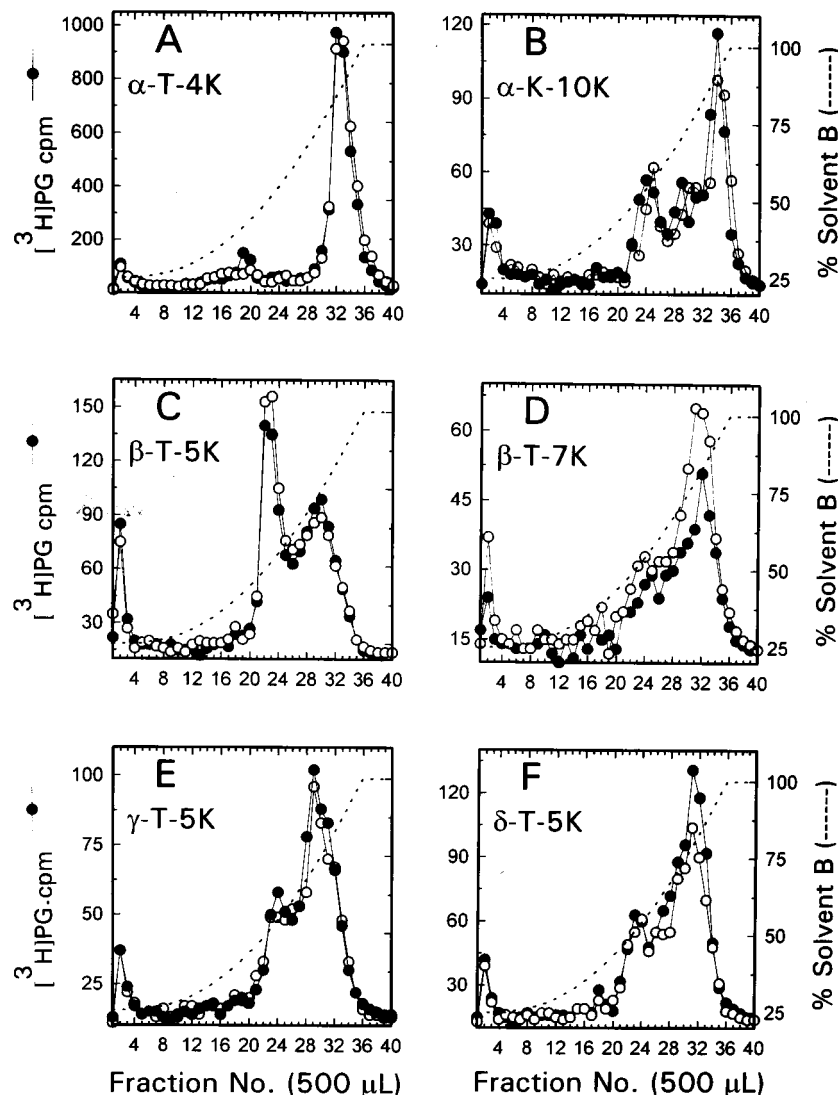 A
α-T-4K
1000
800
600
400
200
4 8 12 16 20 24 28 32 36 40
[³H]PG cpm
B
α-K-10K
120
90
60
30
100
75
50
25
4 8 12 16 20 24 28 32 36 40
% Solvent B (------)
C
β-T-5K
150
120
90
60
30
4 8 12 16 20 24 28 32 36 40
[³H]PG cpm
D
β-T-7K
60
45
30
15
100
75
50
25
4 8 12 16 20 24 28 32 36 40
% Solvent B (------)
E
γ-T-5K
100
75
50
25
4 8 12 16 20 24 28 32 36 40
[³H]PG-cpm
Fraction No. (500 μL)
F
δ-T-5K
120
90
60
30
100
75
50
25
4 8 12 16 20 24 28 32 36 40
% Solvent B (------)
Fraction No. (500 μL)